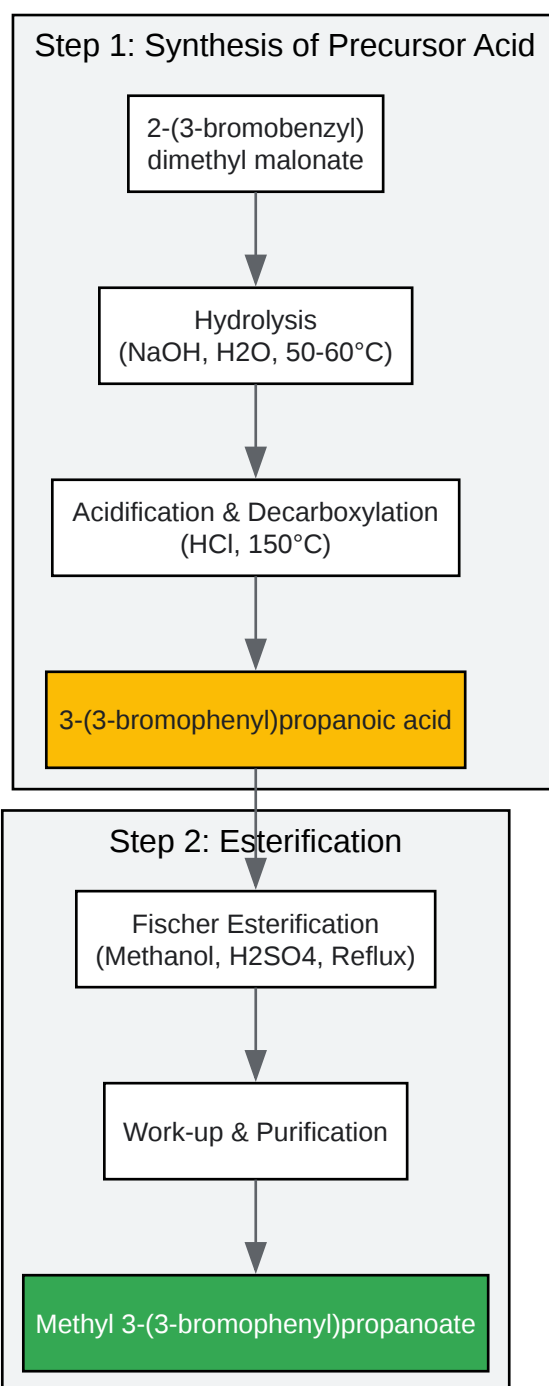 Step 1: Synthesis of Precursor Acid
2-(3-bromobenzyl)
dimethyl malonate
Hydrolysis
(NaOH, H2O, 50-60°C)
Acidification & Decarboxylation
(HCl, 150°C)
3-(3-bromophenyl)propanoic acid
Step 2: Esterification
Fischer Esterification
(Methanol, H2SO4, Reflux)
Work-up & Purification
Methyl 3-(3-bromophenyl)propanoate